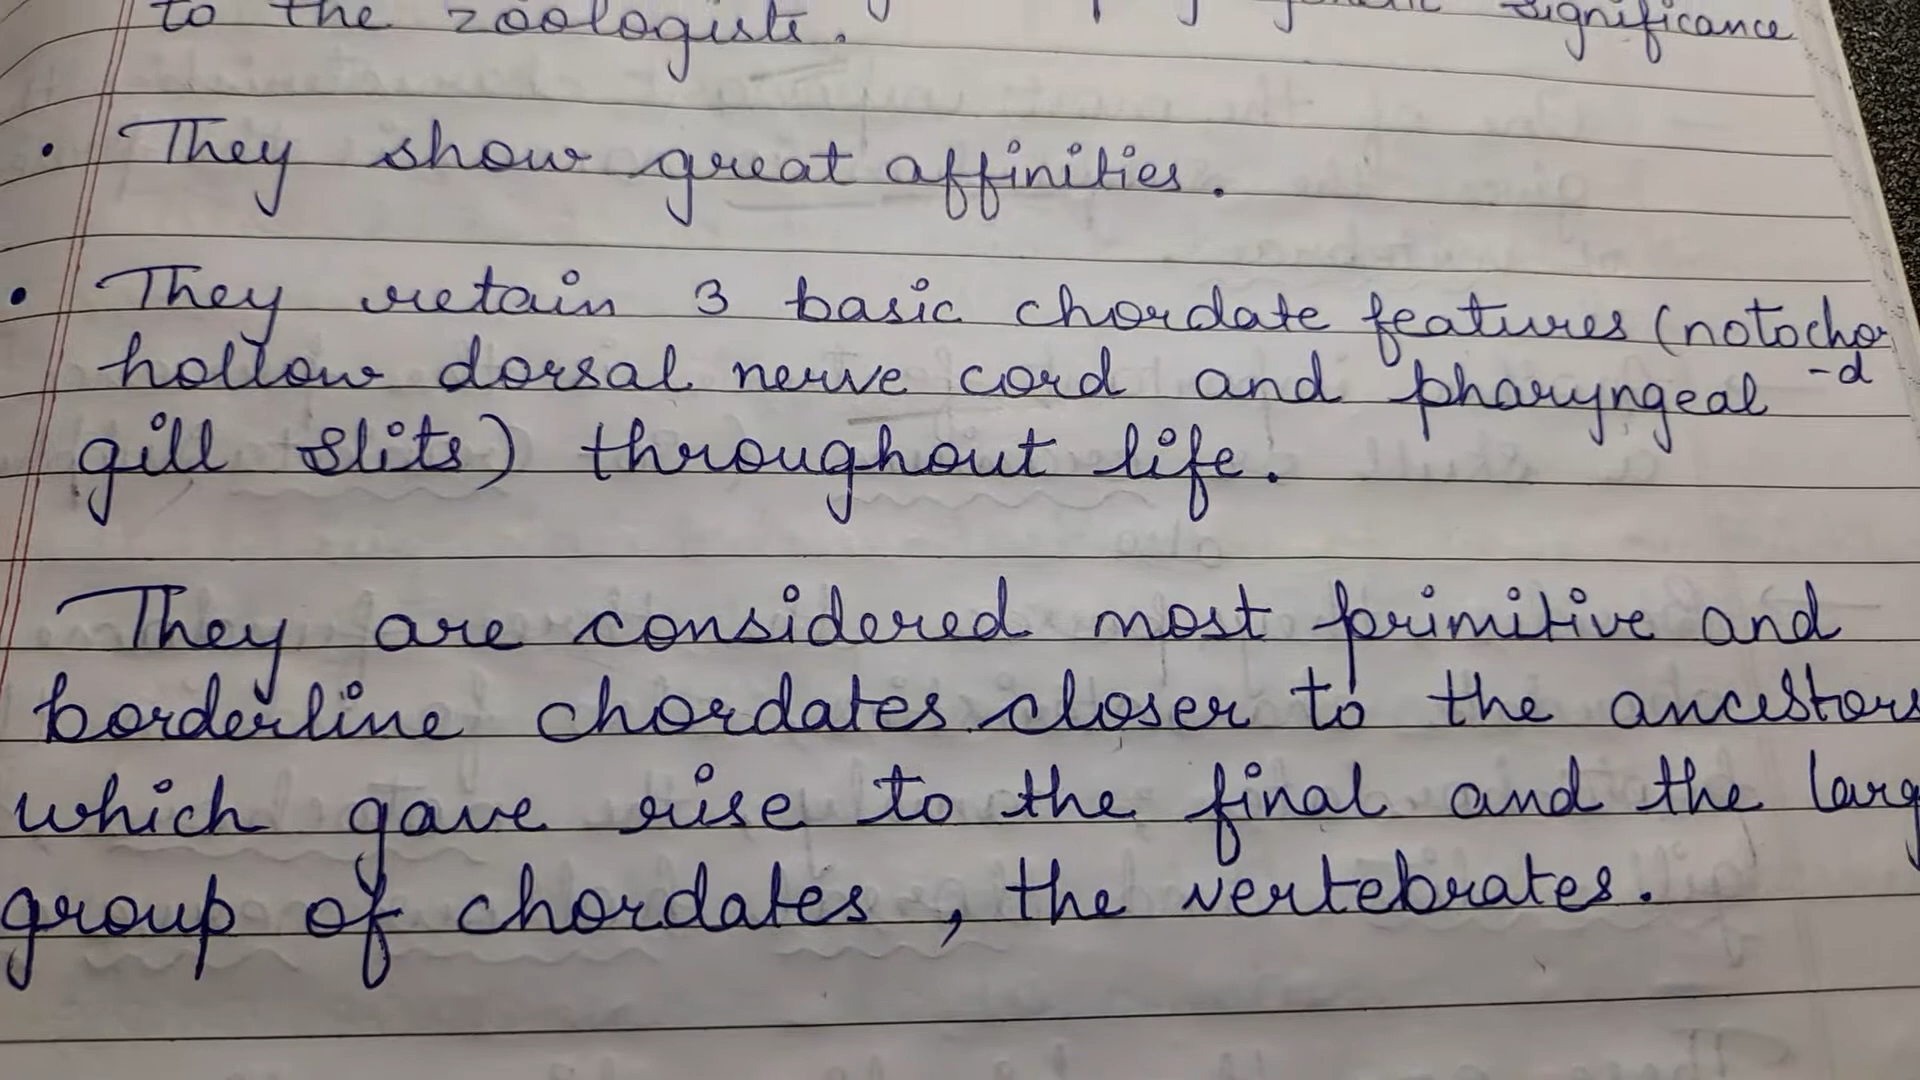 significance
to the zoologists.
• They show great affinities.
• They retain 3 basic chordate features (notocho
-d
hollow dorsal nerve cord and pharyngeal
gill slits) throughout life.
They are considered most primitive and
borderline chordates closer to the ancestors
which gave rise to the final and the larg
group of chordates, the vertebrates.